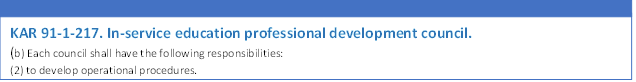 KAR 91-1-217. In-service education professional development council.
(b) Each council shall have the following responsibilities:
(2) to develop operational procedures.